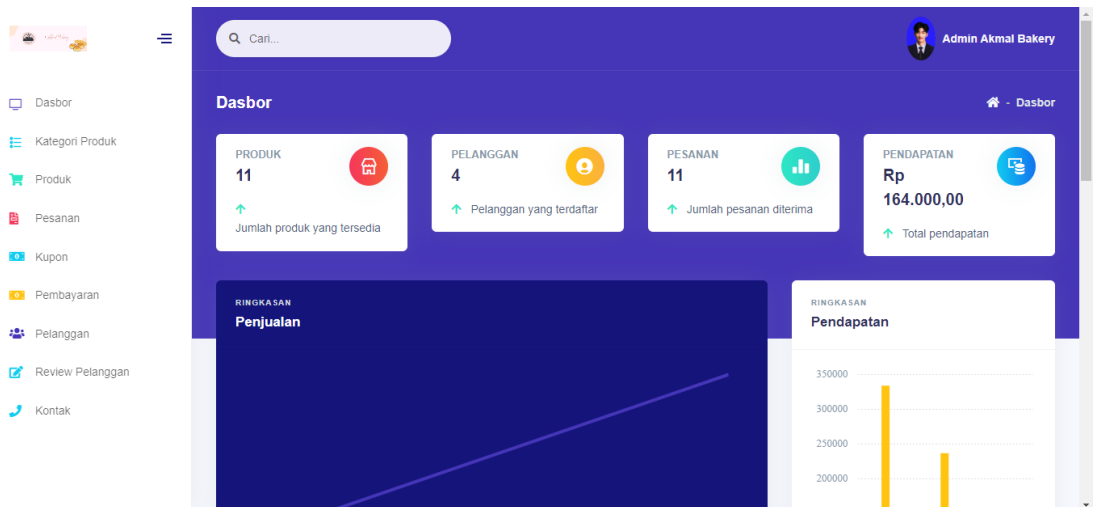 Cari...
Admin Akmal Bakery
Dasbor
Kategori Produk
Produk
Pesanan
Kupon
Pembayaran
Pelanggan
Review Pelanggan
Kontak
Dasbor
- Dasbor
PRODUK
11
Jumlah produk yang tersedia
PELANGGAN
4
Pelanggan yang terdaftar
PESANAN
11
Jumlah pesanan diterima
PENDAPATAN
Rp
164.000,00
Total pendapatan
RINGKASAN
Penjualan
RINGKASAN
Pendapatan
350000
300000
250000
200000